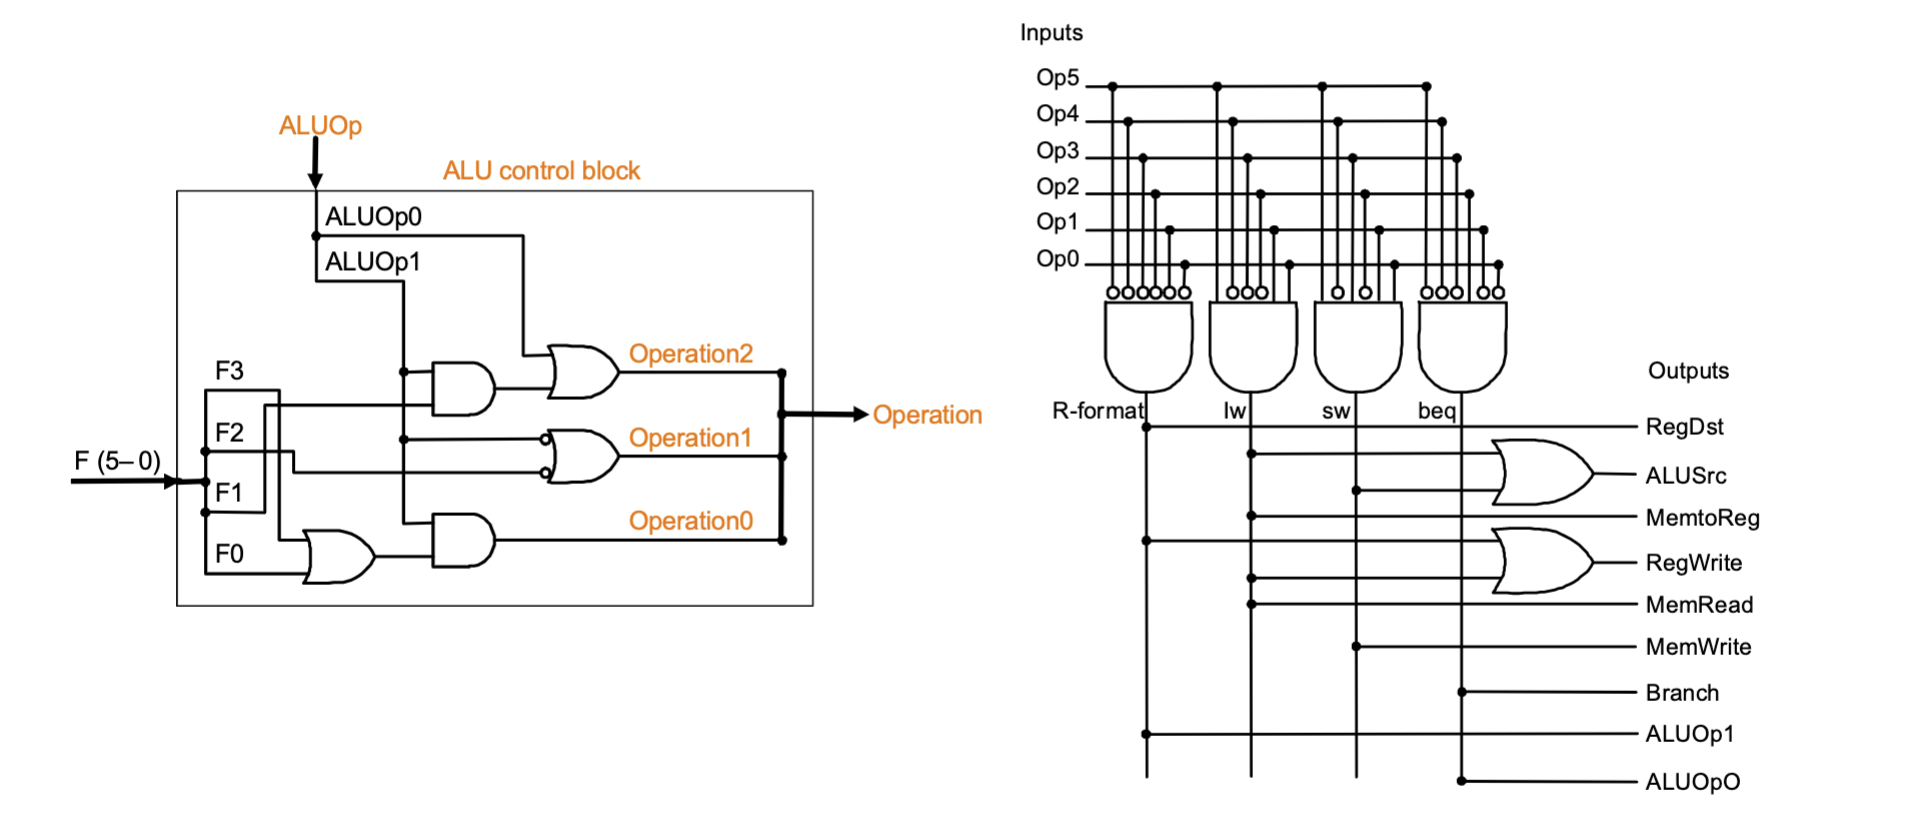 ALUOp
ALU control block
ALUOp0
ALUOp1
F3
F2
F (5–0)
F1
F0
Operation2
Operation1
Operation0
Operation
Inputs
Op5
Op4
Op3
Op2
Op1
Op0
R-format
lw
sw
beq
Outputs
RegDst
ALUSrc
MemtoReg
RegWrite
MemRead
MemWrite
Branch
ALUOp1
ALUOpO